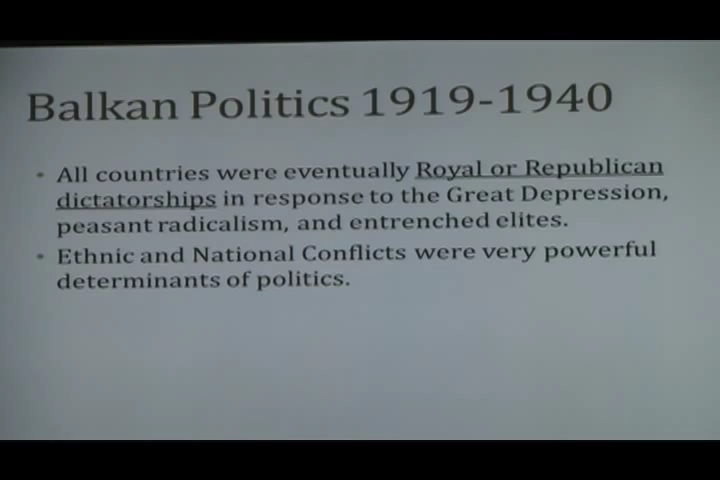 Balkan Politics 1919-1940
• All countries were eventually Royal or Republican
dictatorships in response to the Great Depression,
peasant radicalism, and entrenched elites.
• Ethnic and National Conflicts were very powerful
determinants of politics.